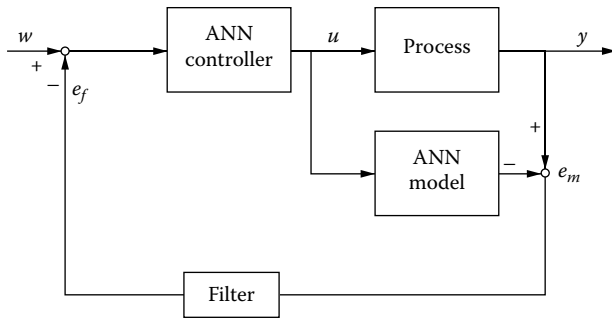 w
+
−
e_f
ANN
controller
u
Process
y
+
ANN
model
−
e_m
Filter